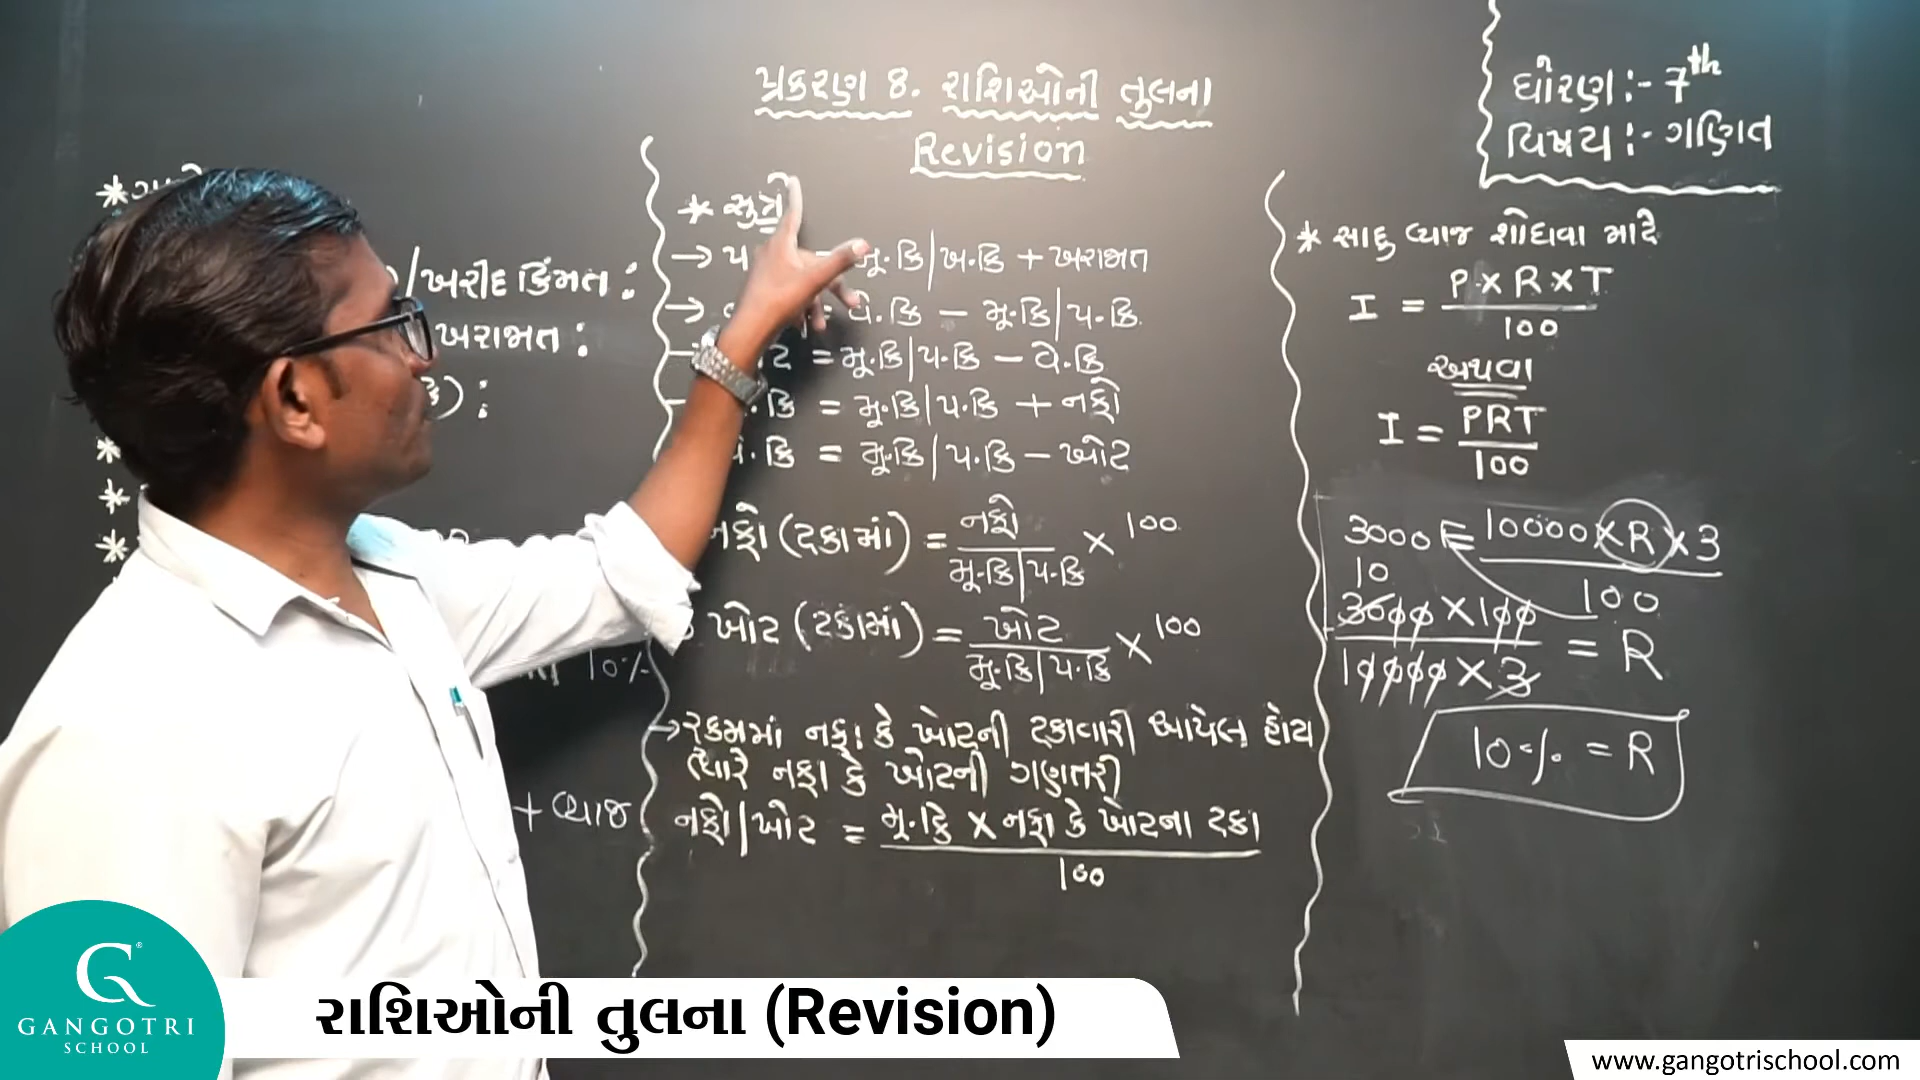 પ્રકરણ 8. રાશિઓની તુલના
Revision
ધોરણ :- 7th
વિષય :- ગણિત
/ખરીદ કિંમત :
ખરાજાત :
) :
10%
+ વ્યાજ
* સુત્રો
→ પ મૂ.કિ/ખ.કિ + ખરાજાત
→ = વે.કિ - મૂ.કિ/પ.કિ
ટ = મૂ.કિ/પ.કિ - વે.કિ
.કિ = મૂ.કિ/પ.કિ + નફો
વે.કિ = મૂ.કિ/પ.કિ - ખોટ
નફો (ટકામાં) = નફો / મૂ.કિ/પ.કિ × 100
ખોટ (ટકામાં) = ખોટ / મૂ.કિ/પ.કિ × 100
→ રકમમાં નફા કે ખોટની ટકાવારી આપેલ હોય
ત્યારે નફા કે ખોટની ગણતરી
નફો/ખોટ = મૂ.કિ × નફા કે ખોટના ટકા
100
* સાદુ વ્યાજ શોધવા માટે
I = P × R × T
100
અથવા
I = PRT
100
3000 = 10000 × R × 3
100
10
3000 × 100
10000 × 3 = R
10% = R
GANGOTRI
SCHOOL
રાશિઓની તુલના (Revision)
www.gangotrischool.com